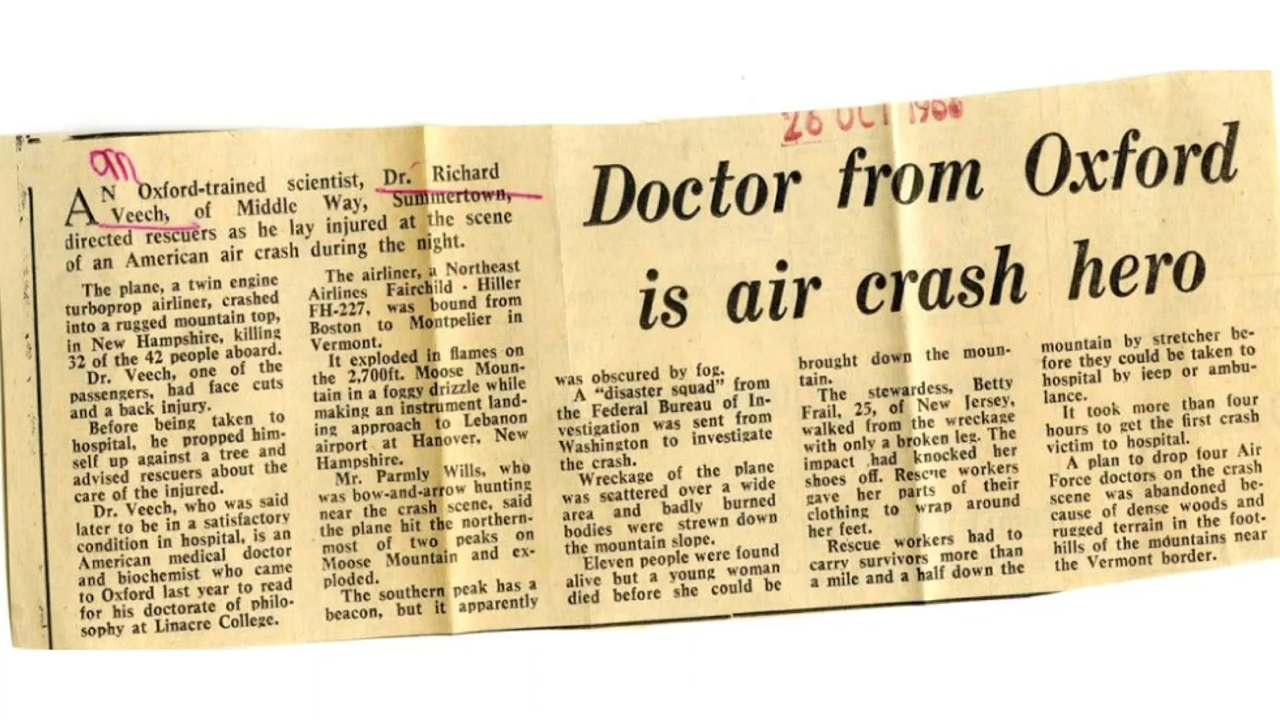 26 OCT 1968
Doctor from Oxford
is air crash hero
AN Oxford-trained scientist, Dr. Richard
Veech, of Middle Way, Summertown,
directed rescuers as he lay injured at the scene
of an American air crash during the night.
The plane, a twin engine
turboprop airliner, crashed
into a rugged mountain top,
in New Hampshire, killing
32 of the 42 people aboard.
Dr. Veech, one of the
passengers, had face cuts
and a back injury.
Before being taken to
hospital, he propped him-
self up against a tree and
advised rescuers about the
care of the injured.
Dr. Veech, who was said
later to be in a satisfactory
condition in hospital, is an
American medical doctor
and biochemist who came
to Oxford last year to read
for his doctorate of philo-
sophy at Linacre College.
The airliner, a Northeast
Airlines Fairchild - Hiller
FH-227, was bound from
Boston to Montpelier in
Vermont.
It exploded in flames on
the 2,700ft. Moose Moun-
tain in a foggy drizzle while
making an instrument land-
ing approach to Lebanon
airport at Hanover, New
Hampshire.
Mr. Parmly Wills, who
was bow-and-arrow hunting
near the crash scene, said
the plane hit the northern-
most of two peaks on
Moose Mountain and ex-
ploded.
The southern peak has a
beacon, but it apparently
was obscured by fog.
A "disaster squad" from
the Federal Bureau of In-
vestigation was sent from
Washington to investigate
the crash.
Wreckage of the plane
was scattered over a wide
area and badly burned
bodies were strewn down
the mountain slope.
Eleven people were found
alive but a young woman
died before she could be
brought down the moun-
tain.
The stewardess, Betty
Frail, 25, of New Jersey,
walked from the wreckage
with only a broken leg. The
impact had knocked her
shoes off. Rescue workers
gave her parts of their
clothing to wrap around
her feet.
Rescue workers had to
carry survivors more than
a mile and a half down the
mountain by stretcher be-
fore they could be taken to
hospital by jeep or ambu-
lance.
It took more than four
hours to get the first crash
victim to hospital.
A plan to drop four Air
Force doctors on the crash
scene was abandoned be-
cause of dense woods and
rugged terrain in the foot-
hills of the mountains near
the Vermont border.